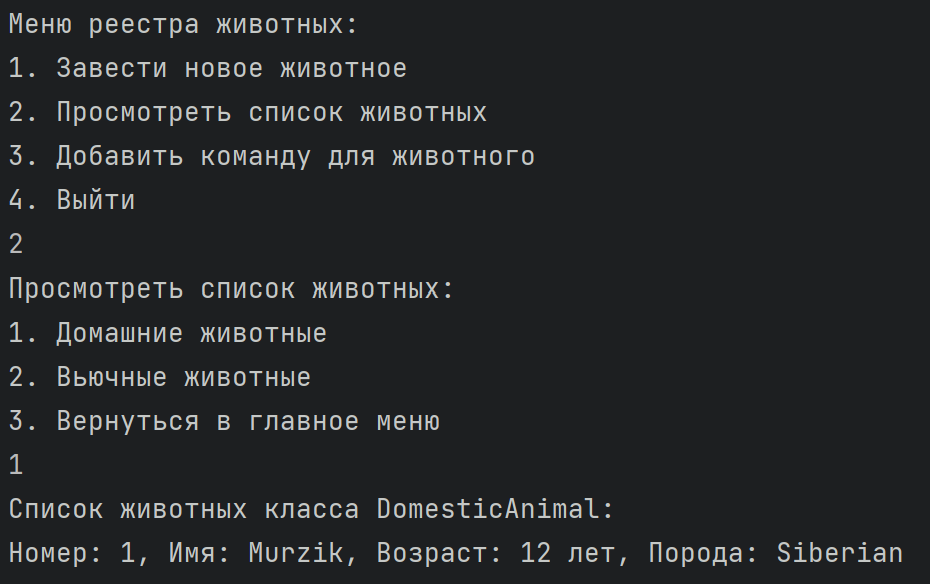 Меню реестра животных:
1. Завести новое животное
2. Просмотреть список животных
3. Добавить команду для животного
4. Выйти
2
Просмотреть список животных:
1. Домашние животные
2. Вьючные животные
3. Вернуться в главное меню
1
Список животных класса DomesticAnimal:
Номер: 1, Имя: Murzik, Возраст: 12 лет, Порода: Siberian